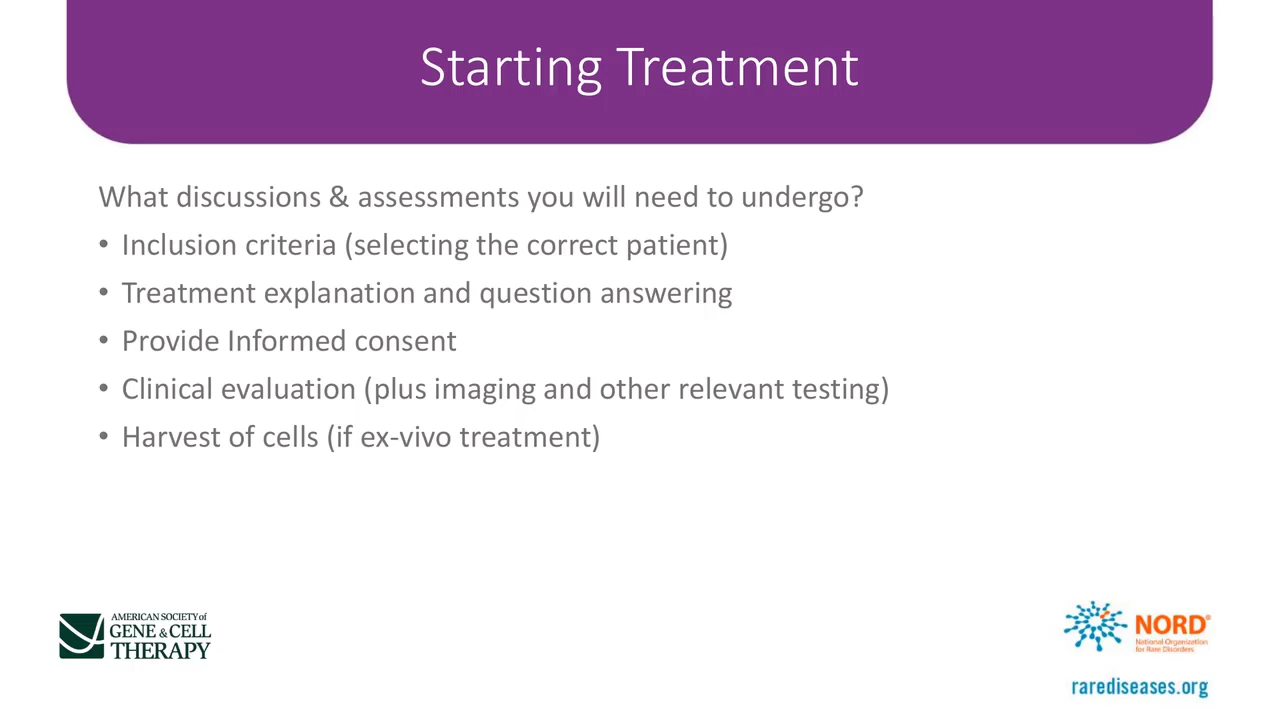 Starting Treatment
What discussions & assessments you will need to undergo?
• Inclusion criteria (selecting the correct patient)
• Treatment explanation and question answering
• Provide Informed consent
• Clinical evaluation (plus imaging and other relevant testing)
• Harvest of cells (if ex-vivo treatment)
AMERICAN SOCIETY of
GENE & CELL
THERAPY
NORD®
National Organization
for Rare Disorders
rarediseases.org